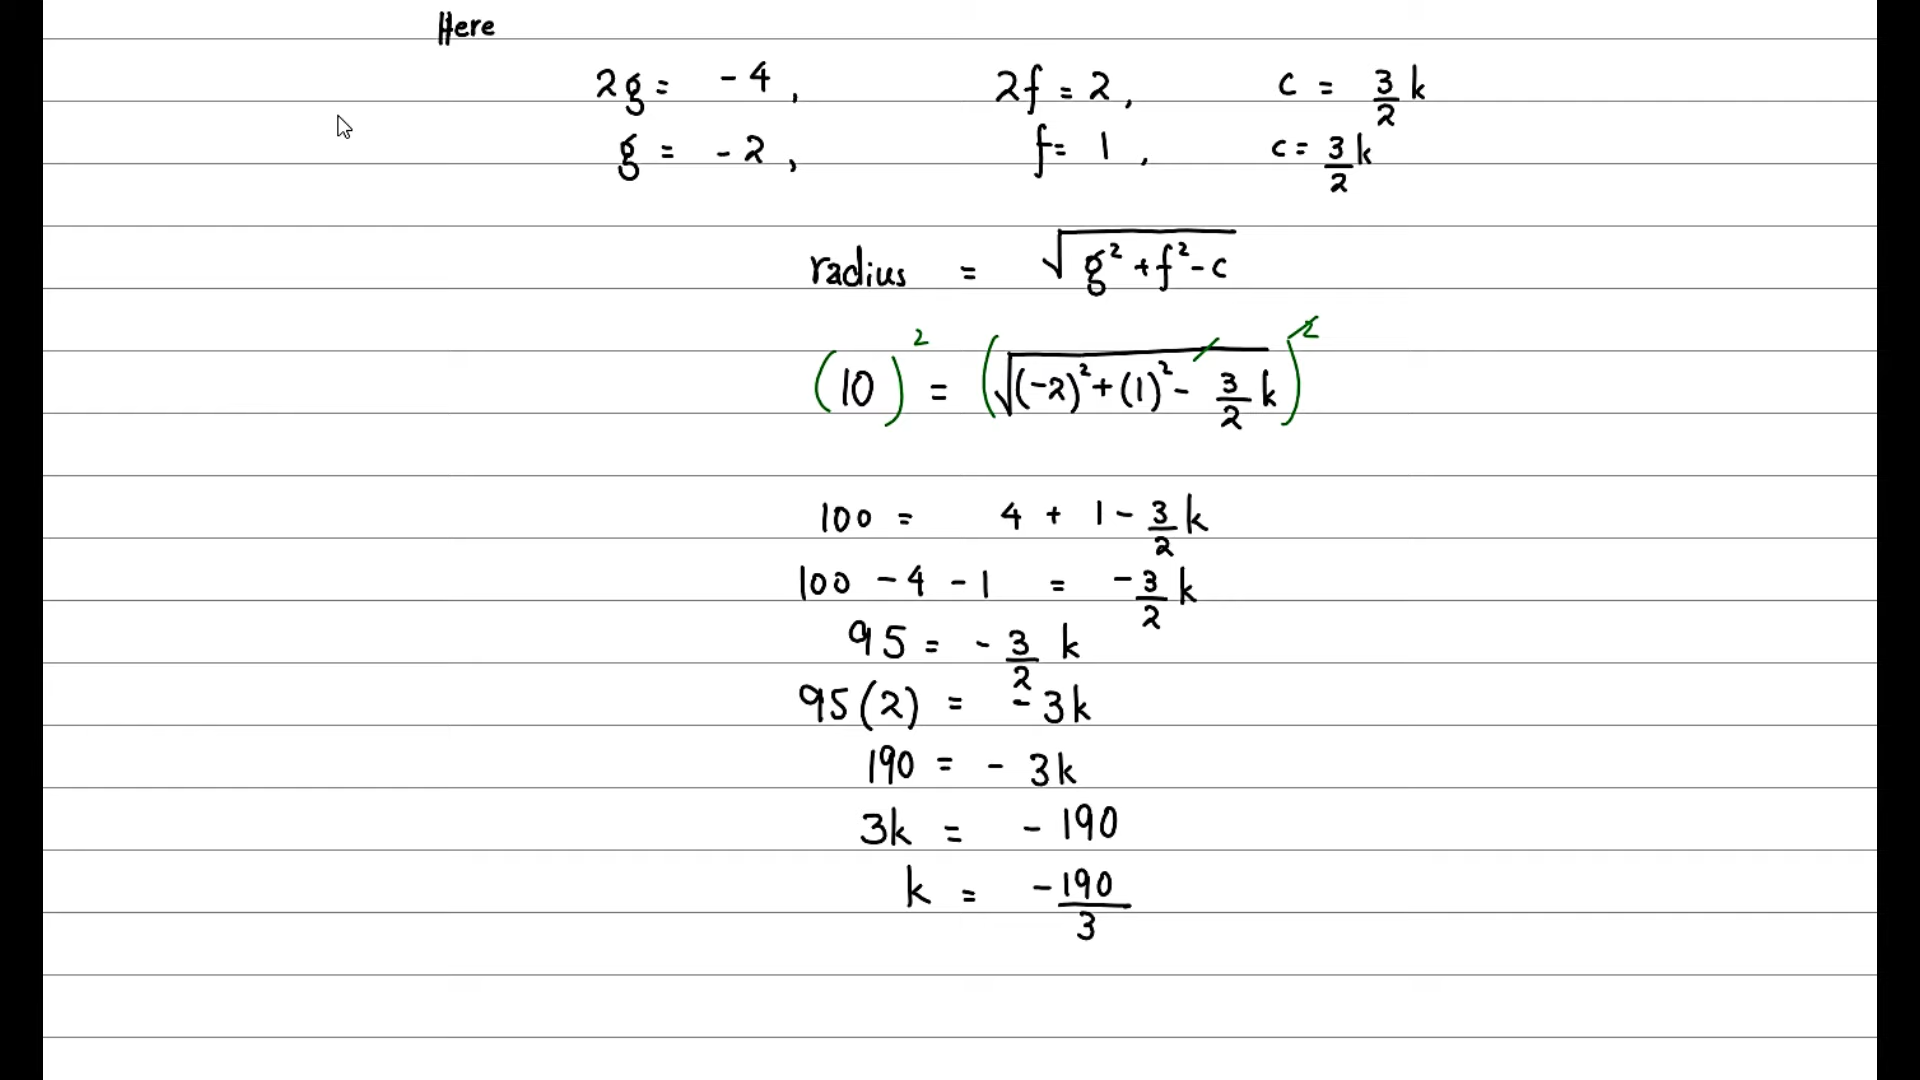 Here
2g = -4, 2f = 2, c = 3/2 k
g = -2, f = 1, c = 3/2 k
radius = √(g² + f² - c)
(10)² = (√((-2)² + (1)² - 3/2 k))²
100 = 4 + 1 - 3/2 k
100 - 4 - 1 = -3/2 k
95 = - 3/2 k
95(2) = -3k
190 = - 3k
3k = - 190
k = -190/3